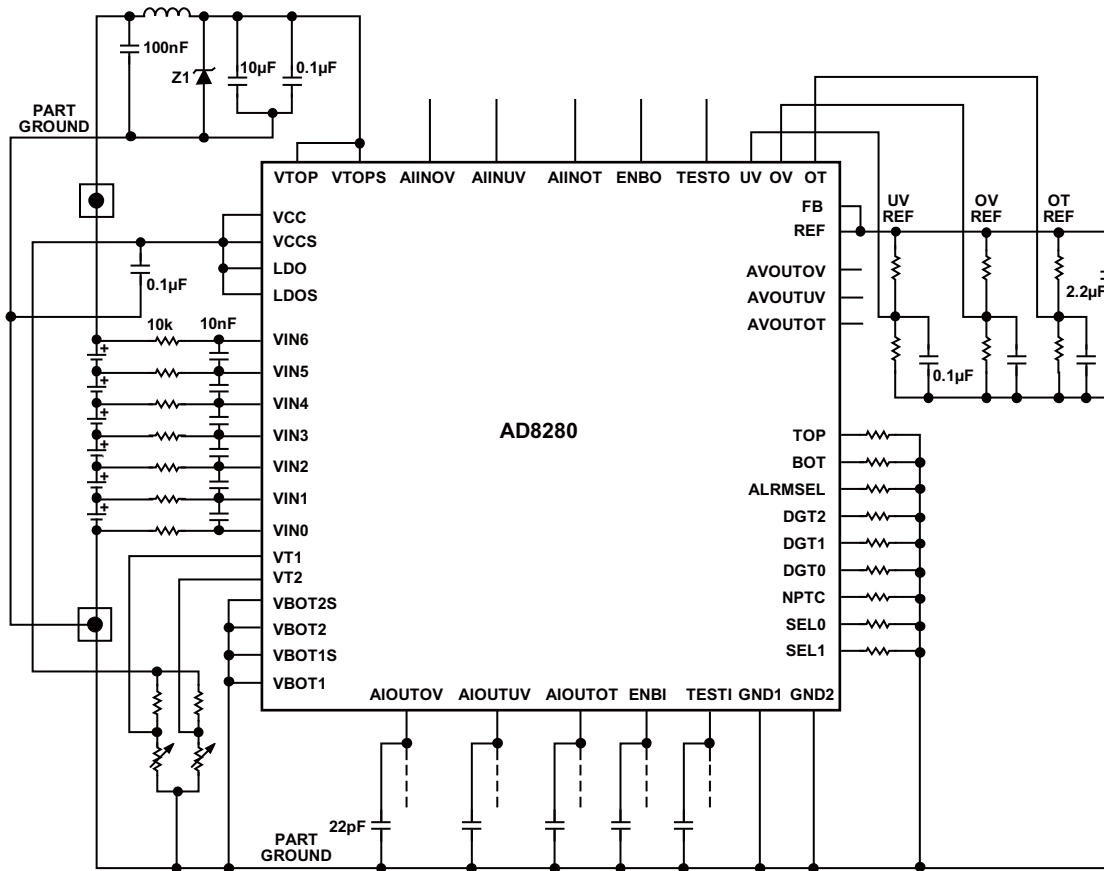 100nF
Z1
10µF
0.1µF
PART
GROUND
VTOP
VTOPS
AIINOV
AIINUV
AIINOT
ENBO
TESTO
UV
OV
OT
VCC
VCCS
LDO
LDOS
0.1µF
10k
10nF
VIN6
VIN5
VIN4
VIN3
VIN2
VIN1
VIN0
VT1
VT2
VBOT2S
VBOT2
VBOT1S
VBOT1
+
+
+
+
+
+
AD8280
FB
REF
AVOUTOV
AVOUTUV
AVOUTOT
UV
REF
OV
REF
OT
REF
2.2µF
0.1µF
TOP
BOT
ALRMSEL
DGT2
DGT1
DGT0
NPTC
SEL0
SEL1
AIOUTOV
AIOUTUV
AIOUTOT
ENBI
TESTI
GND1
GND2
22pF
PART
GROUND